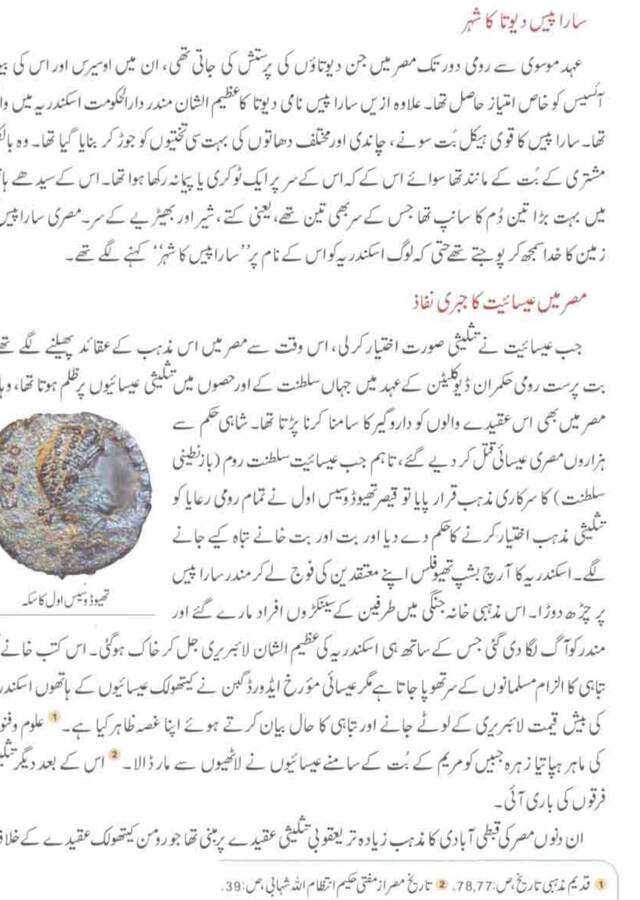 سارا پیس دیوتا کا شہر
عہد موسوی سے رومی دور تک مصر میں جن دیوتاؤں کی پرستش کی جاتی تھی، ان میں اوسیرس اور اس کی
آئسیس کو خاص امتیاز حاصل تھا۔ علاوہ ازیں سارا پیس نامی دیوتا کا عظیم الشان مندر دارالحکومت اسکندریہ میں
تھا۔ سارا پیس کا قوی ہیکل بُت سونے، چاندی اور مختلف دھاتوں کی بہت سی تختیوں کو جوڑ کر بنایا گیا تھا۔ وہ
مشتری کے بُت کے مانند تھا سوائے اس کے کہ اس کے سر پر ایک ٹوکری یا پیمانہ رکھا ہوا تھا۔ اس کے سیدھے
میں بہت بڑا تین دُم کا سانپ تھا جس کے سر بھی تین تھے، یعنی کتے، شیر اور بھیڑیے کے سر۔ مصری سارا پیس
زمین کا خدا سمجھ کر پوجتے تھے حتی کہ لوگ اسکندریہ کو اس کے نام پر ’’سارا پیس کا شہر‘‘ کہنے لگے تھے۔
مصر میں عیسائیت کا جبری نفاذ
جب عیسائیت نے تثلیثی صورت اختیار کر لی، اس وقت سے مصر میں اس مذہب کے عقائد پھیلنے لگے
بت پرست رومی حکمران ڈیوکلیٹن کے عہد میں جہاں سلطنت کے اور حصوں میں تثلیثی عیسائیوں پر ظلم ہوتا تھا،
مصر میں بھی اس عقیدے والوں کو داروگیر کا سامنا کرنا پڑتا تھا۔ شاہی حکم سے
ہزاروں مصری عیسائی قتل کر دیے گئے، تاہم جب عیسائیت سلطنت روم (بازنطینی
سلطنت) کا سرکاری مذہب قرار پایا تو قیصر تھیوڈوسیس اول نے تمام رومی رعایا کو
تثلیثی مذہب اختیار کرنے کا حکم دے دیا اور بت اور بت خانے تباہ کیے جانے
لگے۔ اسکندریہ کا آرچ بشپ تھیوفلس اپنے معتقدین کی فوج لے کر مندر سارا پیس
تھیوڈوسیس اول کا سکہ
پر چڑھ دوڑا۔ اس مذہبی خانہ جنگی میں طرفین کے سینکڑوں افراد مارے گئے اور
مندر کو آگ لگا دی گئی جس کے ساتھ ہی اسکندریہ کی عظیم الشان لائبریری جل کر خاک ہو گئی۔ اس کتب خانے
تباہی کا الزام مسلمانوں کے سر تھوپا جاتا ہے مگر عیسائی مؤرخ ایڈورڈ گبن نے کیتھولک عیسائیوں کے ہاتھوں
کی بیش قیمت لائبریری کے لوٹے جانے اور تباہی کا حال بیان کرتے ہوئے اپنا غصہ ظاہر کیا ہے۔ 1 علوم
کی ماہر ہپاتیا زہرہ جبیں کو مریم کے بُت کے سامنے عیسائیوں نے لاٹھیوں سے مار ڈالا۔ 2 اس کے بعد دیگر
فرقوں کی باری آئی۔
ان دنوں مصر کی قبطی آبادی کا مذہب زیادہ تر یعقوبی تثلیثی عقیدے پر مبنی تھا جو رومن کیتھولک عقیدے کے
1 قدیم مذہبی تاریخ، ص: 78,77. 2 تاریخ مصر از مفتی حکیم انتظام اللہ شہابی، ص: 39.